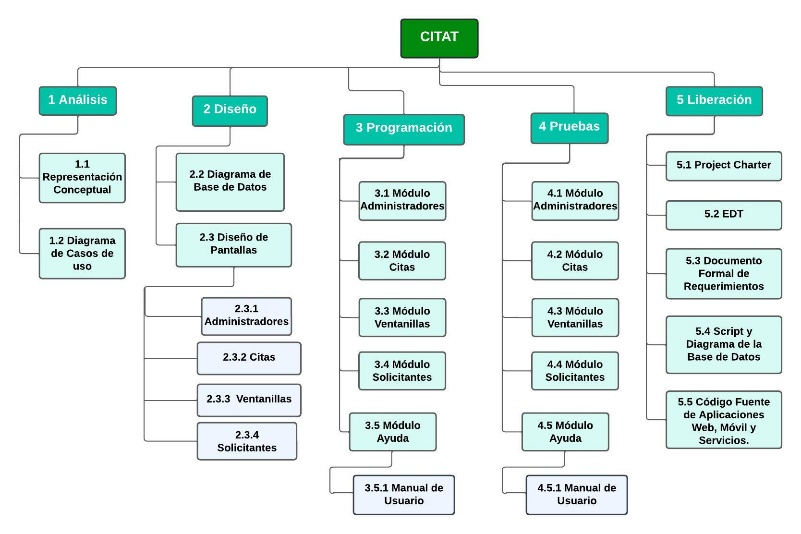 CITAT
1 Análisis
1.1
Representación
Conceptual
1.2 Diagrama
de Casos de
uso
2 Diseño
2.2 Diagrama de
Base de Datos
2.3 Diseño de
Pantallas
2.3.1
Administradores
2.3.2 Citas
2.3.3 Ventanillas
2.3.4
Solicitantes
3 Programación
3.1 Módulo
Administradores
3.2 Módulo
Citas
3.3 Módulo
Ventanillas
3.4 Módulo
Solicitantes
3.5 Módulo
Ayuda
3.5.1 Manual de
Usuario
4 Pruebas
4.1 Módulo
Administradores
4.2 Módulo
Citas
4.3 Módulo
Ventanillas
4.4 Módulo
Solicitantes
4.5 Módulo
Ayuda
4.5.1 Manual de
Usuario
5 Liberación
5.1 Project Charter
5.2 EDT
5.3 Documento
Formal de
Requerimientos
5.4 Script y
Diagrama de la
Base de Datos
5.5 Código Fuente
de Aplicaciones
Web, Móvil y
Servicios.